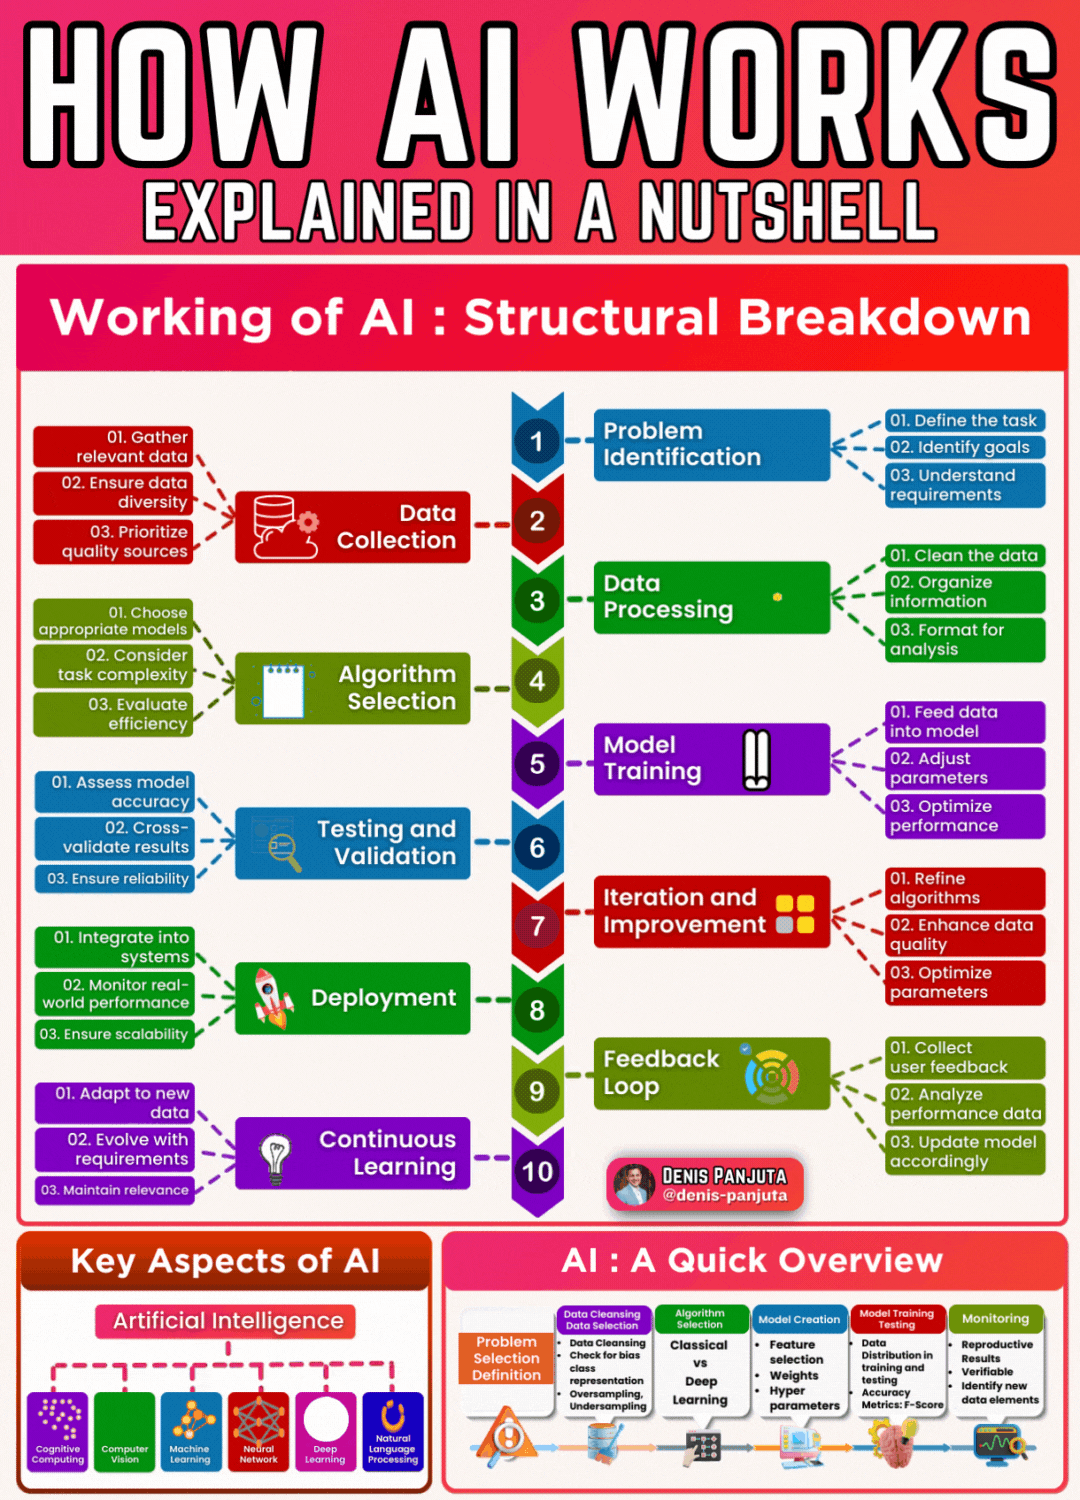 HOW AI WORKS
EXPLAINED IN A NUTSHELL
Working of AI : Structural Breakdown
1
Problem
Identification
01. Define the task
02. Identify goals
03. Understand
requirements
2
Data
Collection
01. Gather
relevant data
02. Ensure data
diversity
03. Prioritize
quality sources
3
Data
Processing
01. Clean the data
02. Organize
information
03. Format for
analysis
4
Algorithm
Selection
01. Choose
appropriate models
02. Consider
task complexity
03. Evaluate
efficiency
5
Model
Training
01. Feed data
into model
02. Adjust
parameters
03. Optimize
performance
6
Testing and
Validation
01. Assess model
accuracy
02. Cross-
validate results
03. Ensure reliability
7
Iteration and
Improvement
01. Refine
algorithms
02. Enhance data
quality
03. Optimize
parameters
8
Deployment
01. Integrate into
systems
02. Monitor real-
world performance
03. Ensure scalability
9
Feedback
Loop
01. Collect
user feedback
02. Analyze
performance data
03. Update model
accordingly
10
Continuous
Learning
01. Adapt to new
data
02. Evolve with
requirements
03. Maintain relevance
DENIS PANJUTA
@denis-panjuta
Key Aspects of AI
Artificial Intelligence
Cognitive
Computing
Computer
Vision
Machine
Learning
Neural
Network
Deep
Learning
Natural
Language
Processing
AI : A Quick Overview
Problem
Selection
Definition
Data Cleansing
Data Selection
• Data Cleansing
• Check for bias
class
representation
• Oversampling,
Undersampling
Algorithm
Selection
Classical
vs
Deep
Learning
Model Creation
• Feature
selection
• Weights
• Hyper
parameters
Model Training
Testing
• Data
Distribution in
training and
testing
• Accuracy
Metrics: F-Score
Monitoring
• Reproductive
Results
• Verifiable
• Identify new
data elements